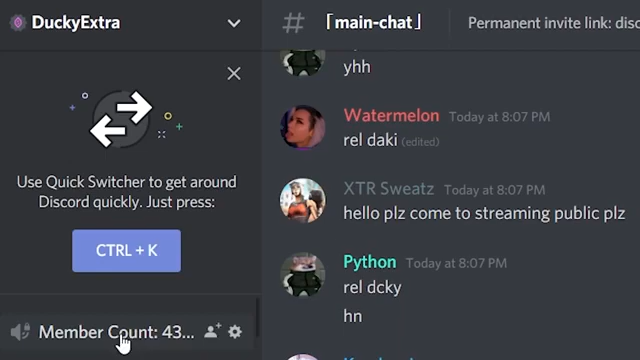 DuckyExtra
Use Quick Switcher to get around
Discord quickly. Just press:
CTRL + K
Member Count: 43...
# 「main-chat」 Permanent invite link: disc
yhh
Watermelon Today at 8:07 PM
rel daki (edited)
XTR Sweatz Today at 8:07 PM
hello plz come to streaming public plz
Python Today at 8:07 PM
rel dcky
hn